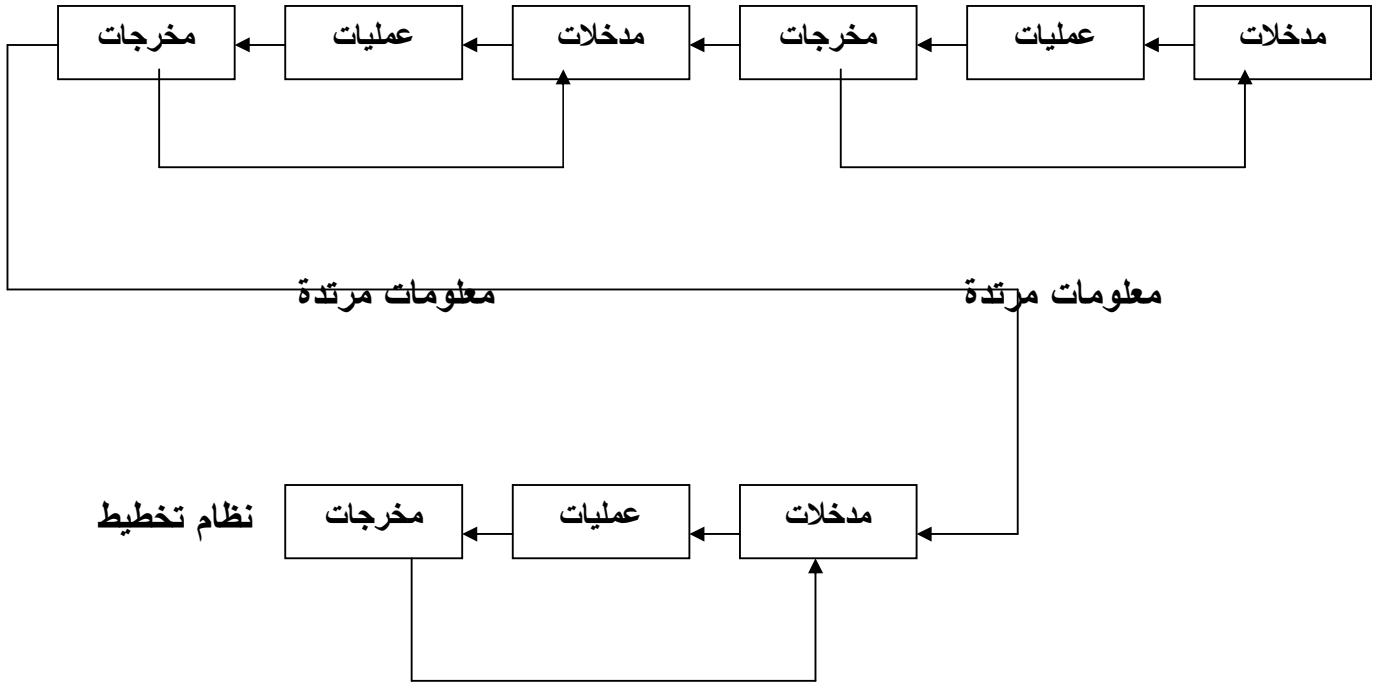 مدخلات
عمليات
مخرجات
مدخلات
عمليات
مخرجات
معلومات مرتدة
معلومات مرتدة
مدخلات
عمليات
مخرجات
نظام تخطيط